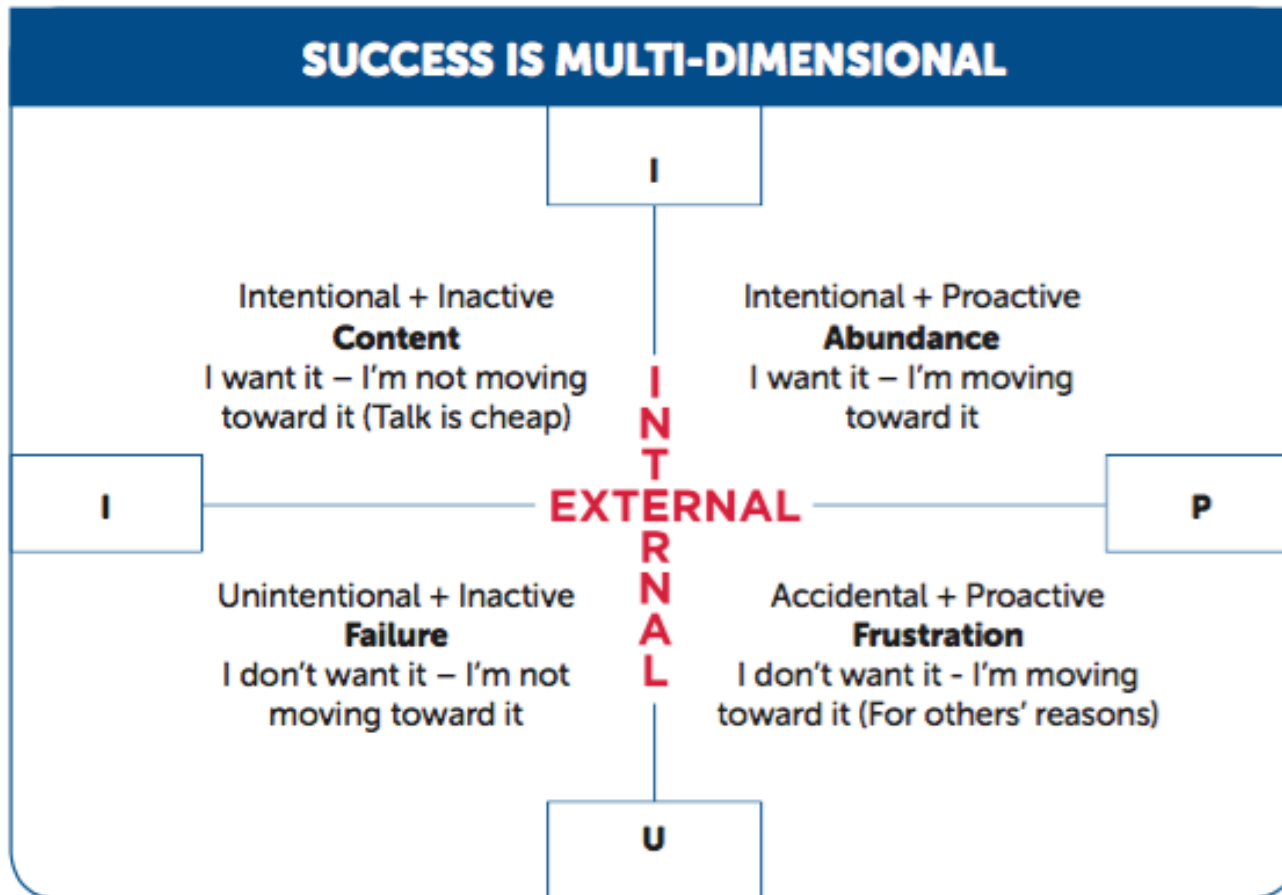 SUCCESS IS MULTI-DIMENSIONAL
I
Intentional + Inactive
Content
I want it – I'm not moving
toward it (Talk is cheap)
Intentional + Proactive
Abundance
I want it – I'm moving
toward it
INTERNAL
I
EXTERNAL
P
Unintentional + Inactive
Failure
I don't want it – I'm not
moving toward it
Accidental + Proactive
Frustration
I don't want it - I'm moving
toward it (For others' reasons)
U